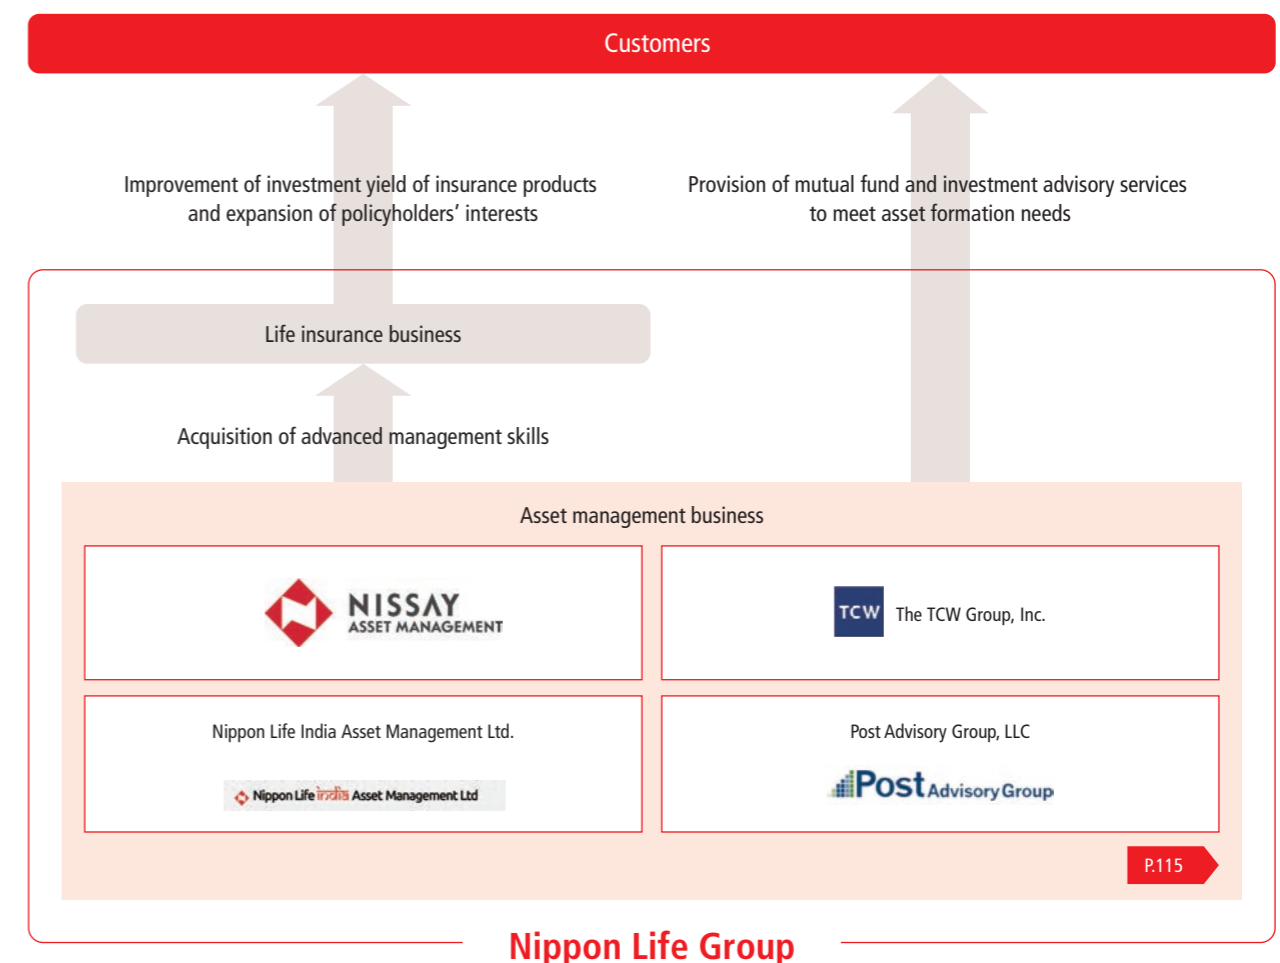 Customers
Improvement of investment yield of insurance products
and expansion of policyholders’ interests
Provision of mutual fund and investment advisory services
to meet asset formation needs
Life insurance business
Acquisition of advanced management skills
Asset management business
NISSAY
ASSET MANAGEMENT
TCW
The TCW Group, Inc.
Nippon Life India Asset Management Ltd.
Nippon Life india Asset Management Ltd
Post Advisory Group, LLC
Post Advisory Group
P.115
Nippon Life Group